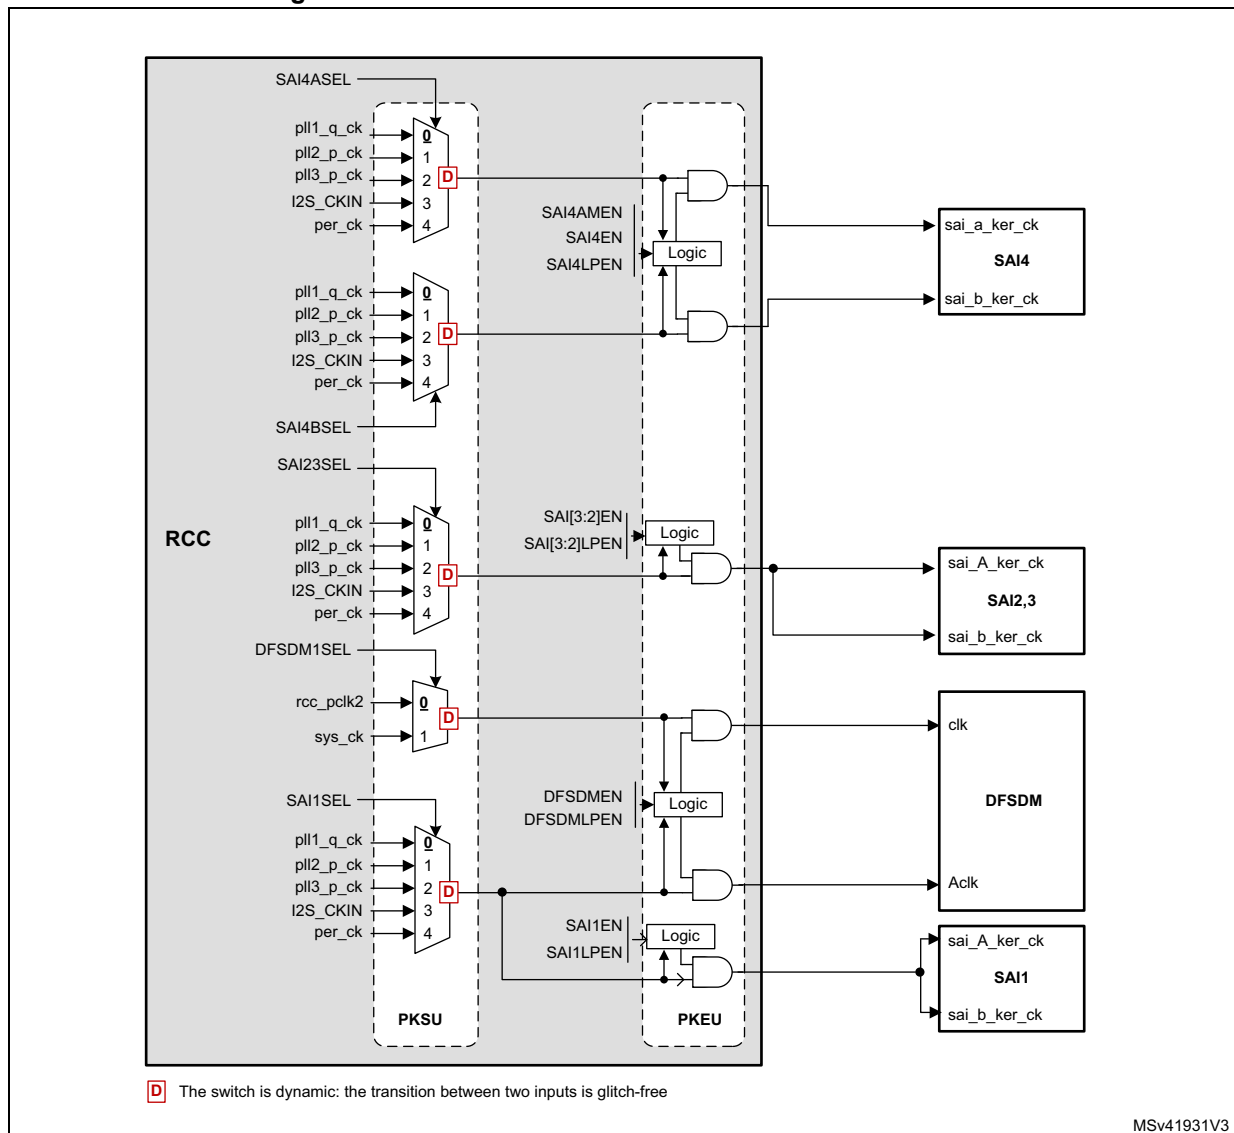 g
SAI4ASEL
pll1_q_ck
pll2_p_ck
pll3_p_ck
I2S_CKIN
per_ck
0
1
2
3
4
D
SAI4AMEN
SAI4EN
SAI4LPEN
Logic
sai_a_ker_ck
SAI4
sai_b_ker_ck
pll1_q_ck
pll2_p_ck
pll3_p_ck
I2S_CKIN
per_ck
0
1
2
3
4
D
SAI4BSEL
SAI23SEL
RCC
pll1_q_ck
pll2_p_ck
pll3_p_ck
I2S_CKIN
per_ck
0
1
2
3
4
D
SAI[3:2]EN
SAI[3:2]LPEN
Logic
sai_A_ker_ck
SAI2,3
sai_b_ker_ck
DFSDM1SEL
rcc_pclk2
sys_ck
0
1
D
clk
DFSDM
Aclk
DFSDMEN
DFSDMLPEN
Logic
SAI1SEL
pll1_q_ck
pll2_p_ck
pll3_p_ck
I2S_CKIN
per_ck
0
1
2
3
4
D
SAI1EN
SAI1LPEN
Logic
sai_A_ker_ck
SAI1
sai_b_ker_ck
PKSU
PKEU
D The switch is dynamic: the transition between two inputs is glitch-free
MSv41931V3